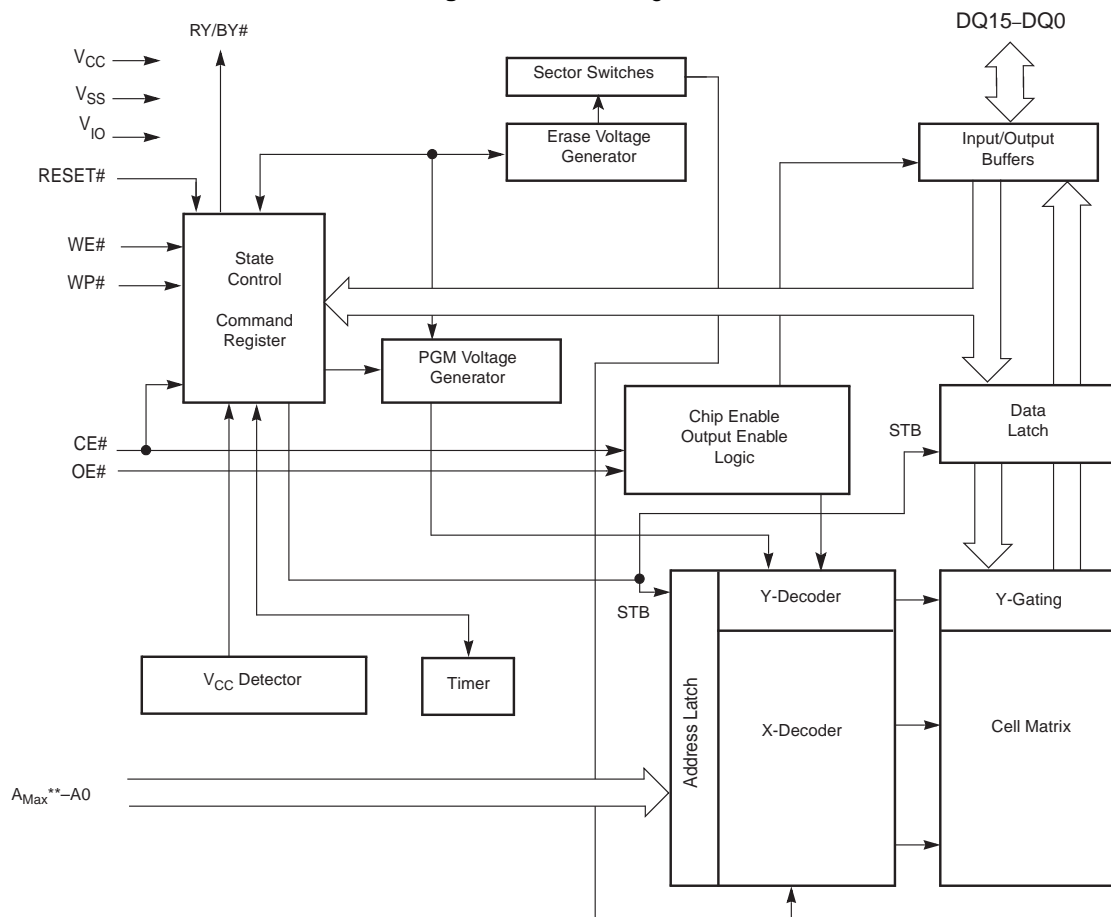 DQ15–DQ0
RY/BY#
VCC
VSS
VIO
RESET#
WE#
WP#
CE#
OE#
Sector Switches
Erase Voltage
Generator
Input/Output
Buffers
State
Control
Command
Register
PGM Voltage
Generator
Chip Enable
Output Enable
Logic
STB
Data
Latch
STB
Y-Decoder
Y-Gating
VCC Detector
Timer
Address Latch
X-Decoder
Cell Matrix
AMax**–A0